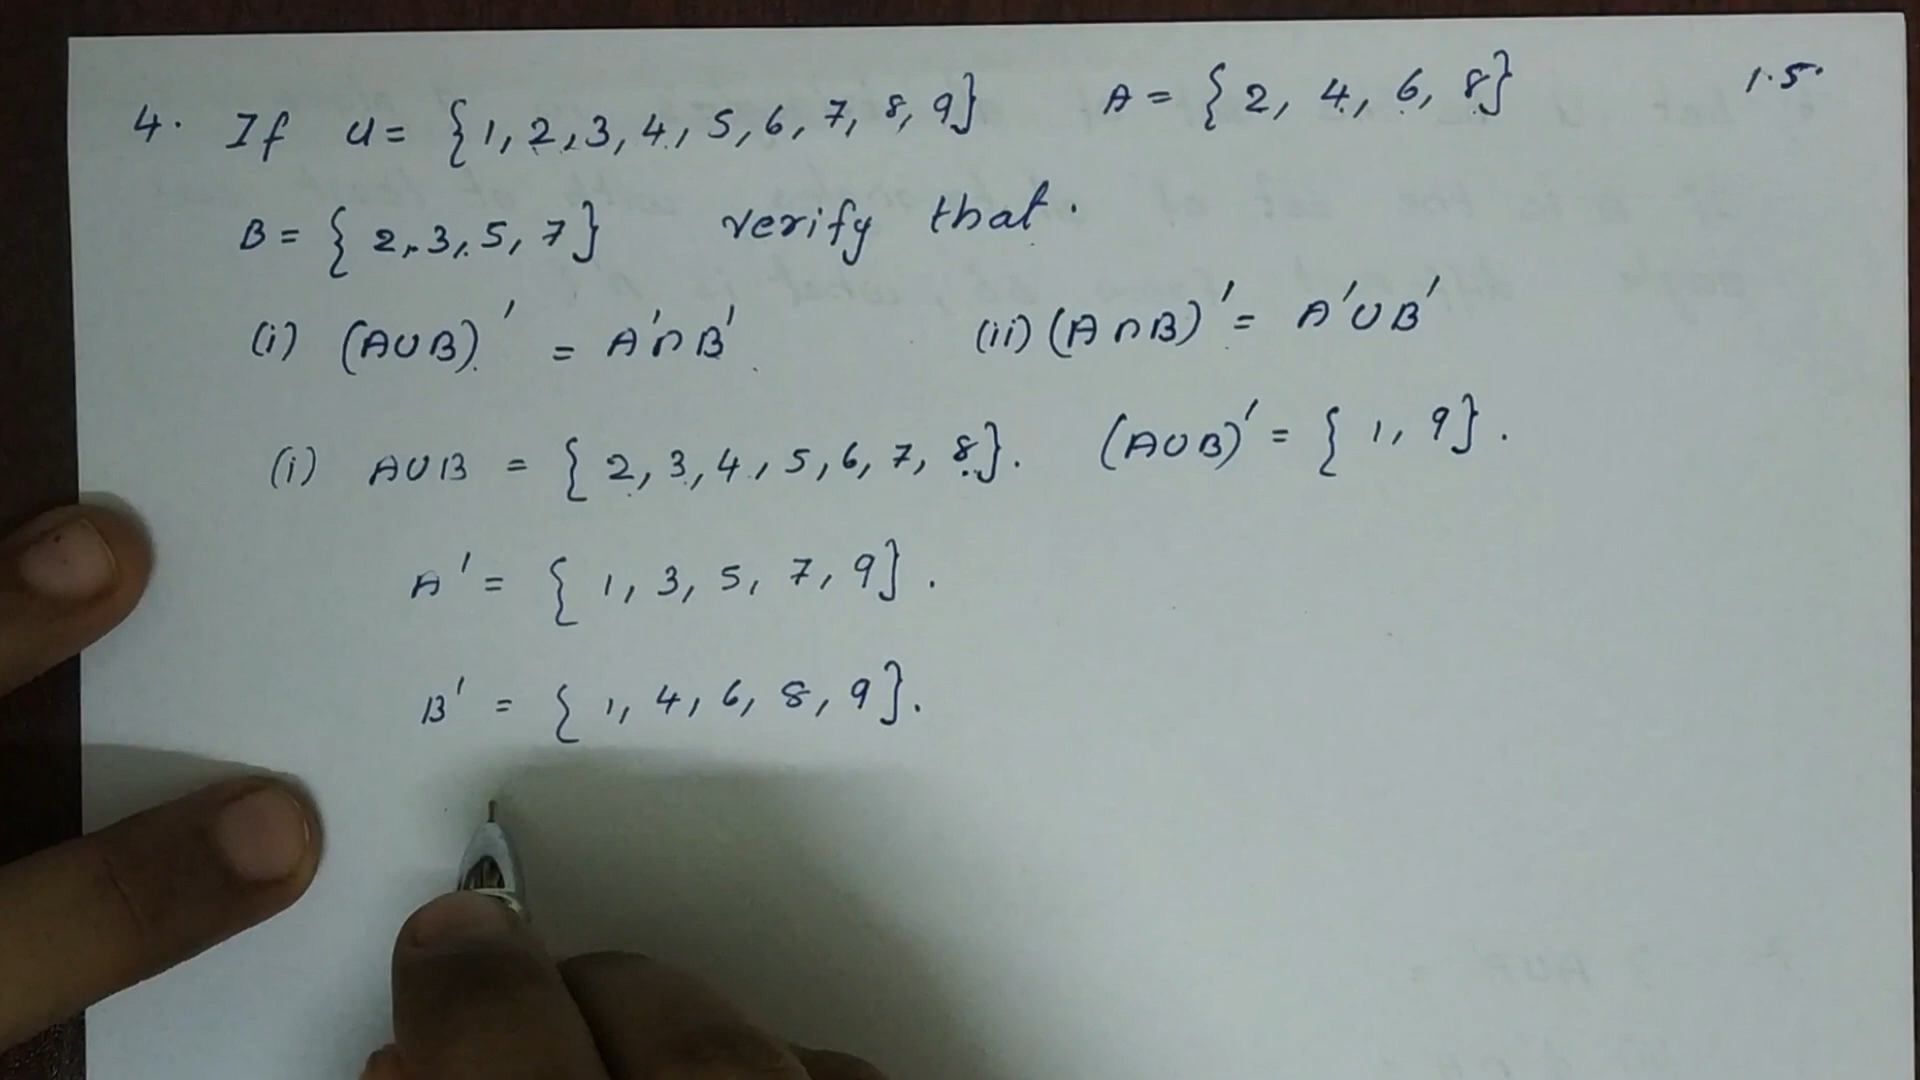 4. If U = {1, 2, 3, 4, 5, 6, 7, 8, 9} A = {2, 4, 6, 8} 1.5.
B = {2, 3, 5, 7} verify that.
(i) (A∪B)' = A'∩B' (ii) (A∩B)' = A'∪B'
(i) A∪B = {2, 3, 4, 5, 6, 7, 8}. (A∪B)' = {1, 9}.
A' = {1, 3, 5, 7, 9}.
B' = {1, 4, 6, 8, 9}.